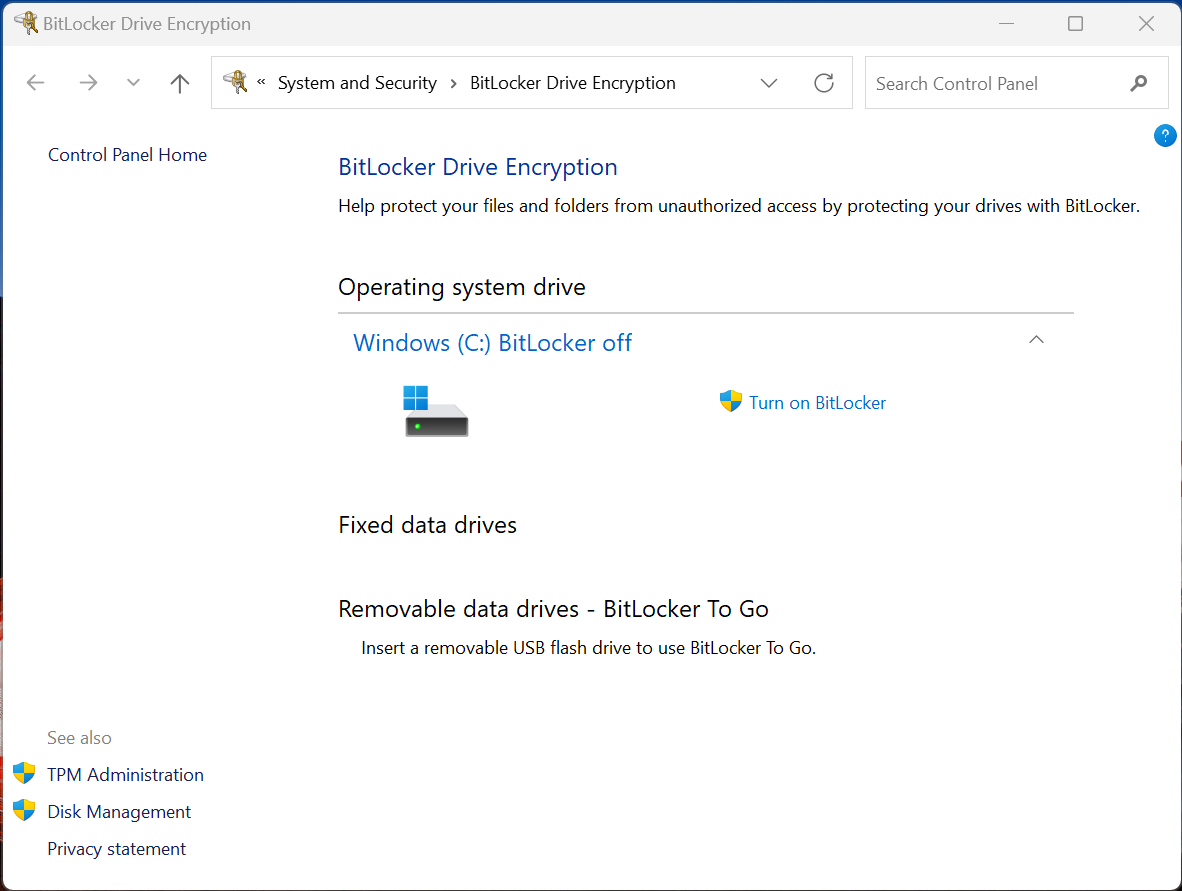 BitLocker Drive Encryption
« System and Security › BitLocker Drive Encryption
Search Control Panel
?
Control Panel Home
BitLocker Drive Encryption
Help protect your files and folders from unauthorized access by protecting your drives with BitLocker.
Operating system drive
Windows (C:) BitLocker off
Turn on BitLocker
Fixed data drives
Removable data drives - BitLocker To Go
Insert a removable USB flash drive to use BitLocker To Go.
See also
TPM Administration
Disk Management
Privacy statement